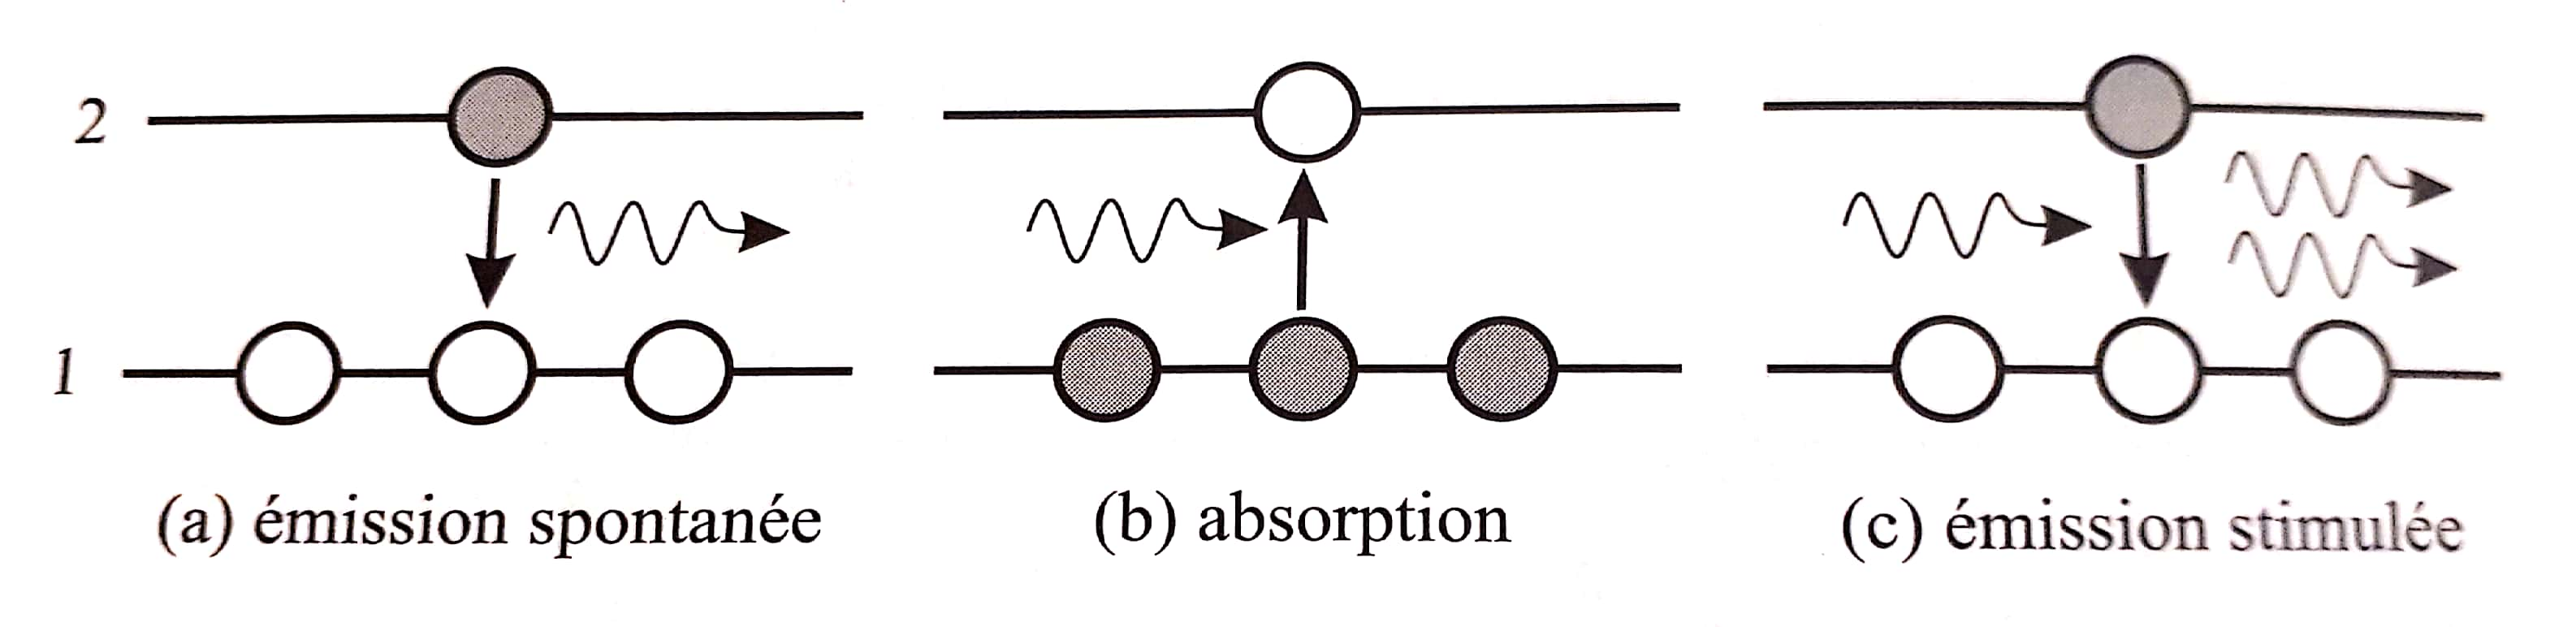 2
1
(a) émission spontanée
(b) absorption
(c) émission stimulée